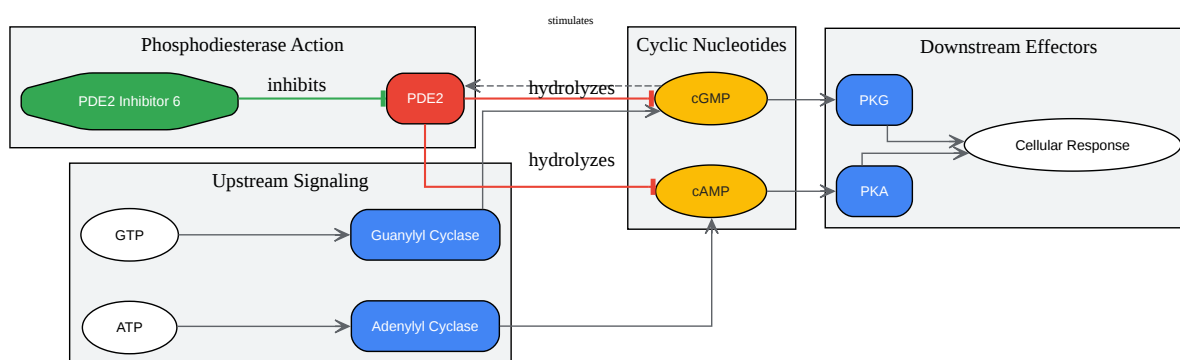 stimulates
Phosphodiesterase Action
PDE2 Inhibitor 6
inhibits
PDE2
hydrolyzes
hydrolyzes
Cyclic Nucleotides
cGMP
cAMP
Downstream Effectors
PKG
PKA
Cellular Response
Upstream Signaling
GTP
Guanylyl Cyclase
ATP
Adenylyl Cyclase